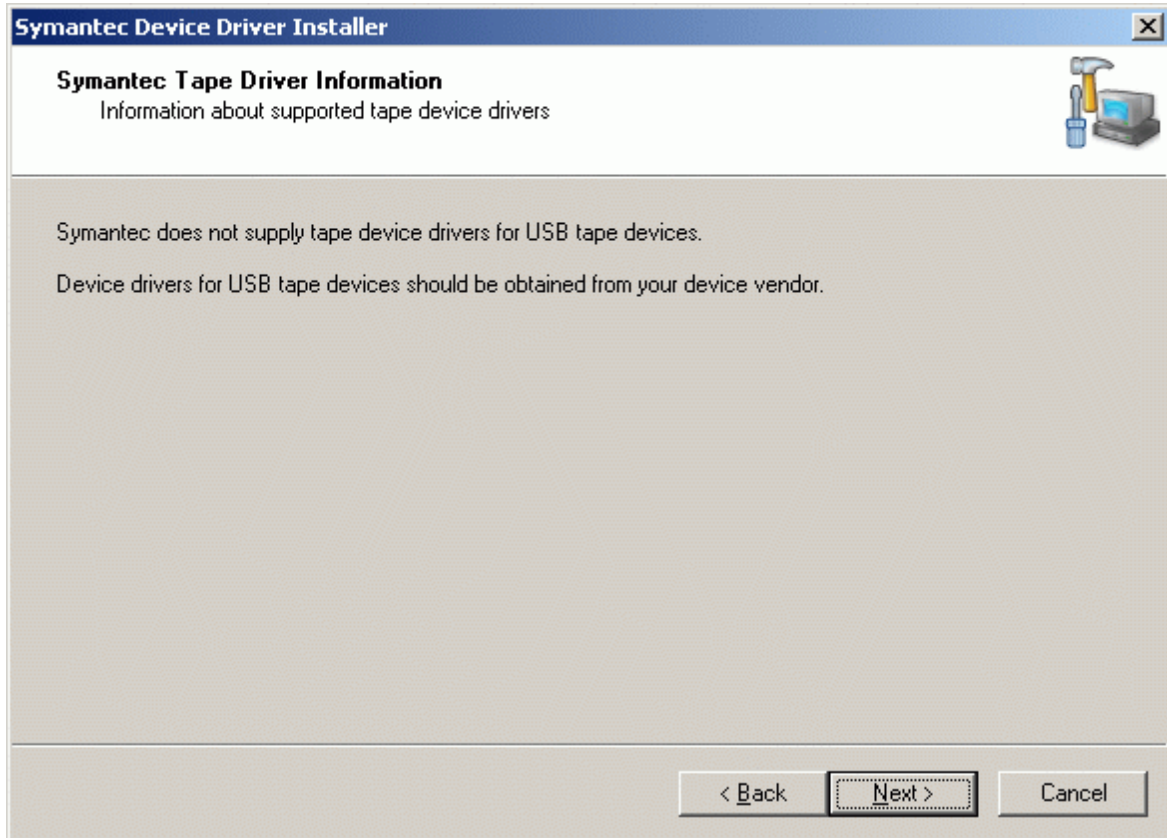 Symantec Device Driver Installer
Symantec Tape Driver Information
Information about supported tape device drivers
Symantec does not supply tape device drivers for USB tape devices.
Device drivers for USB tape devices should be obtained from your device vendor.
< Back Next > Cancel